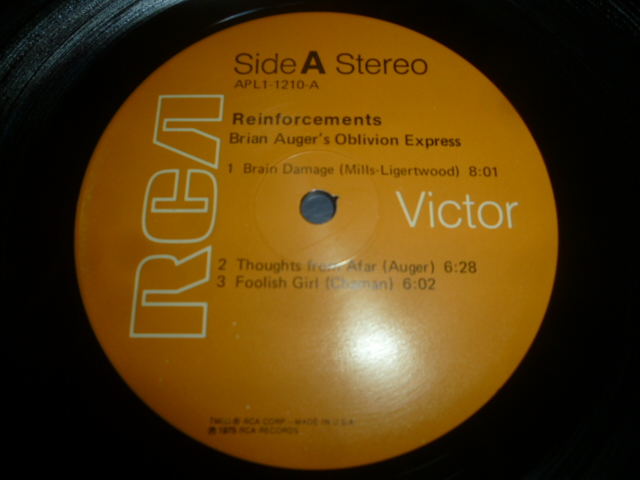 Side A Stereo
APL1-1210-A
Reinforcements
Brian Auger's Oblivion Express
1 Brain Damage (Mills-Ligertwood) 8:01
RCA
Victor
2 Thoughts from Afar (Auger) 6:28
3 Foolish Girl (Clyman) 6:02
TMK(s) ® RCA CORP.-MADE IN U.S.A.
℗ 1975 RCA RECORDS